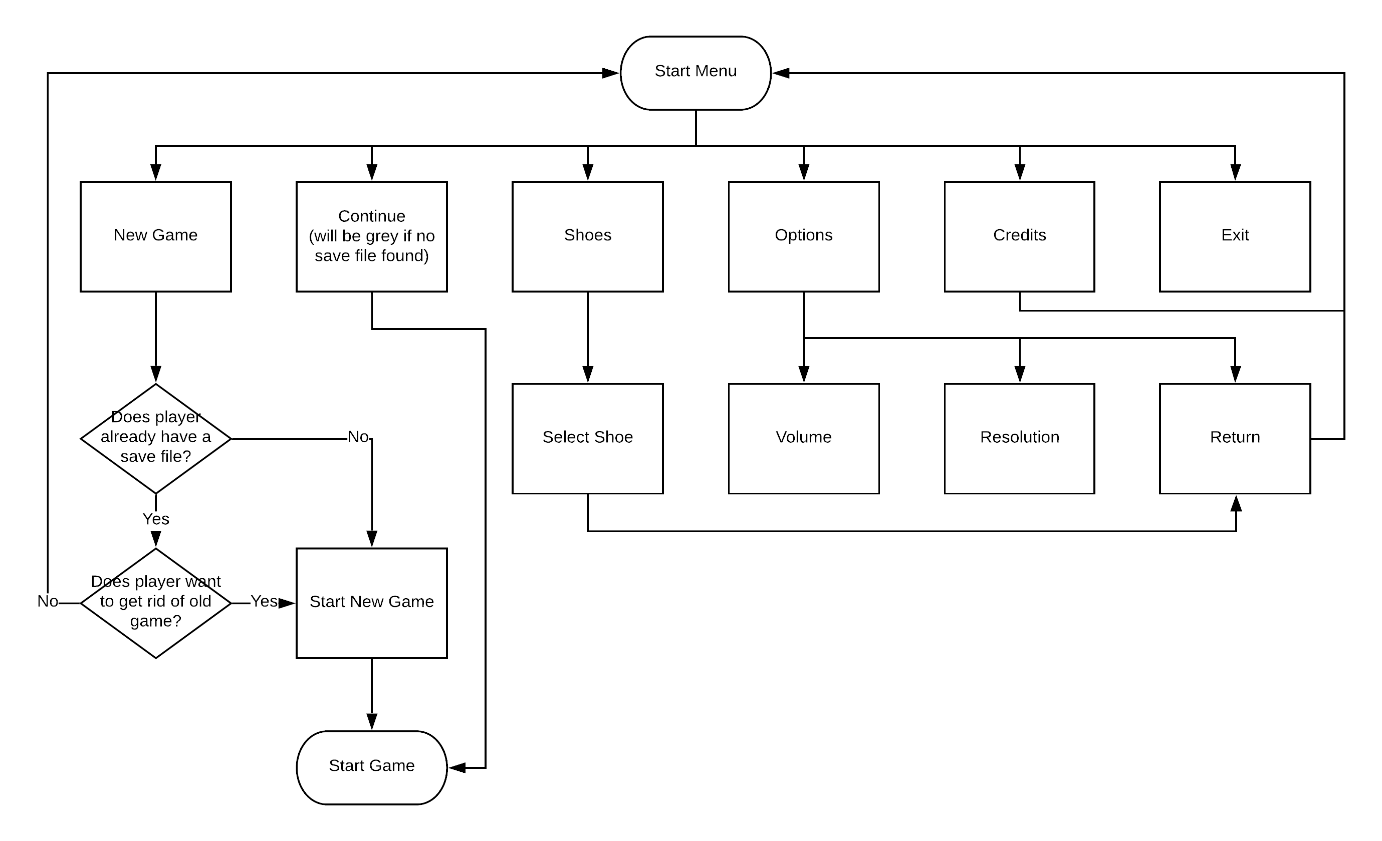 Start Menu
New Game
Continue
(will be grey if no
save file found)
Shoes
Options
Credits
Exit
Does player
already have a
save file?
No
Select Shoe
Volume
Resolution
Return
Yes
Does player want
to get rid of old
game?
No
Yes
Start New Game
Start Game